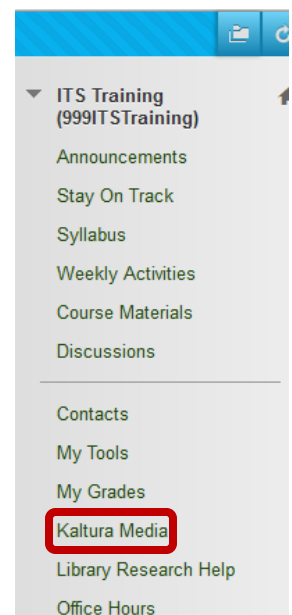 ITS Training
(999ITSTraining)
Announcements
Stay On Track
Syllabus
Weekly Activities
Course Materials
Discussions
Contacts
My Tools
My Grades
Kaltura Media
Library Research Help
Office Hours